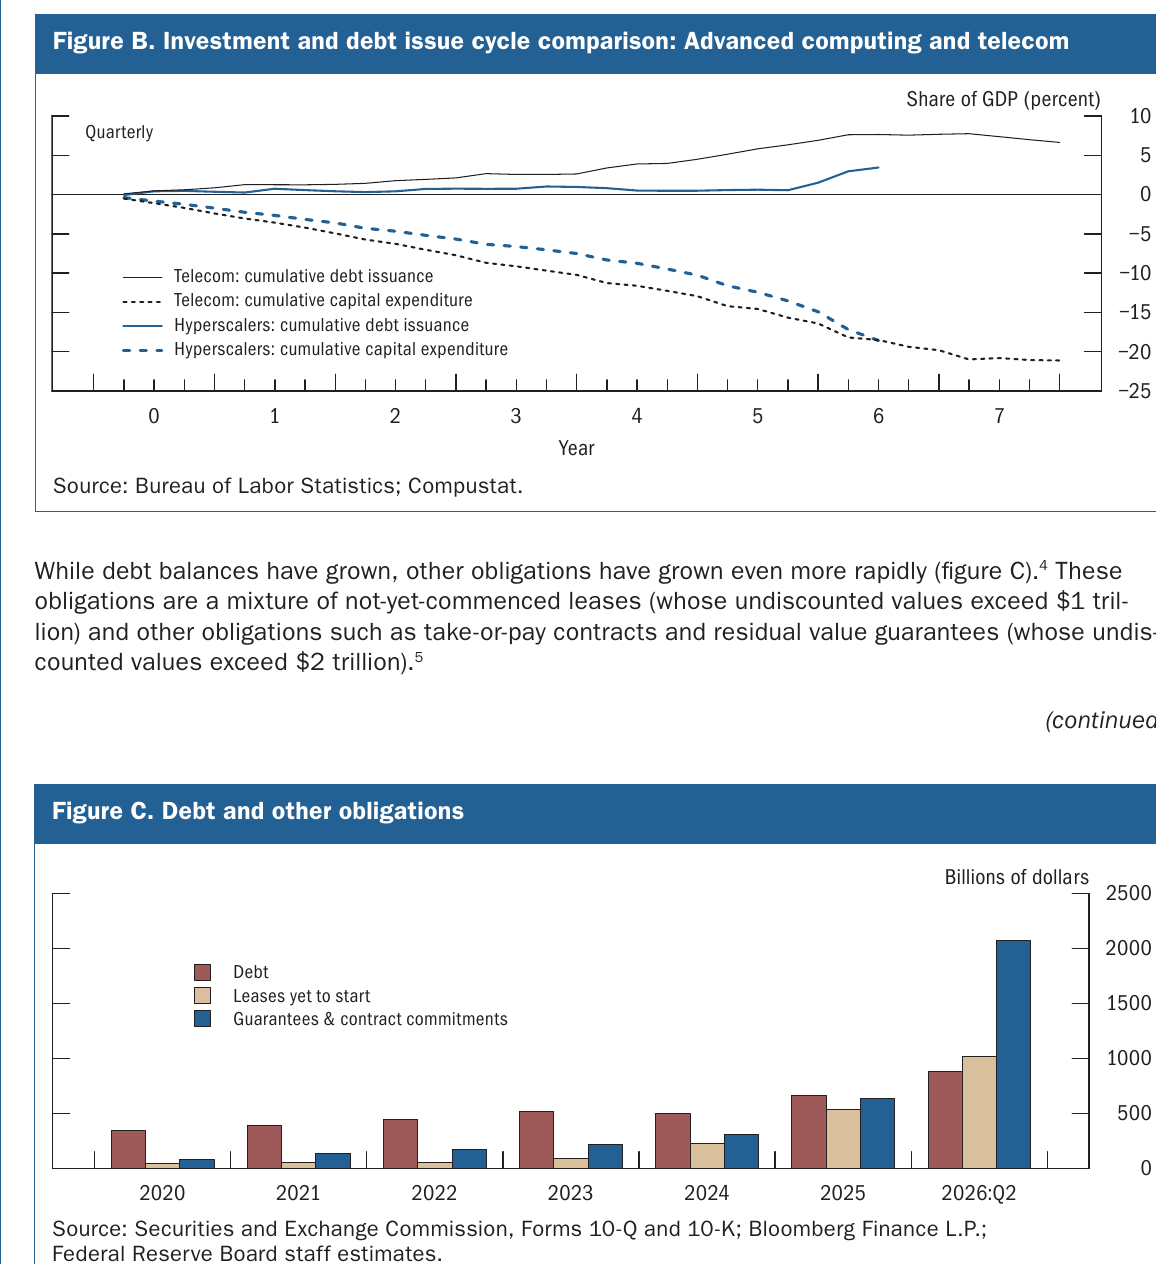 Figure B. Investment and debt issue cycle comparison: Advanced computing and telecom
Share of GDP (percent)
Quarterly
10
5
0
−5
−10
−15
−20
−25
Telecom: cumulative debt issuance
Telecom: cumulative capital expenditure
Hyperscalers: cumulative debt issuance
Hyperscalers: cumulative capital expenditure
0 1 2 3 4 5 6 7
Year
Source: Bureau of Labor Statistics; Compustat.
While debt balances have grown, other obligations have grown even more rapidly (figure C).⁴ These
obligations are a mixture of not-yet-commenced leases (whose undiscounted values exceed $1 tril-
lion) and other obligations such as take-or-pay contracts and residual value guarantees (whose undis-
counted values exceed $2 trillion).⁵
(continued
Figure C. Debt and other obligations
Billions of dollars
2500
2000
1500
1000
500
0
Debt
Leases yet to start
Guarantees & contract commitments
2020 2021 2022 2023 2024 2025 2026:Q2
Source: Securities and Exchange Commission, Forms 10-Q and 10-K; Bloomberg Finance L.P.;
Federal Reserve Board staff estimates.